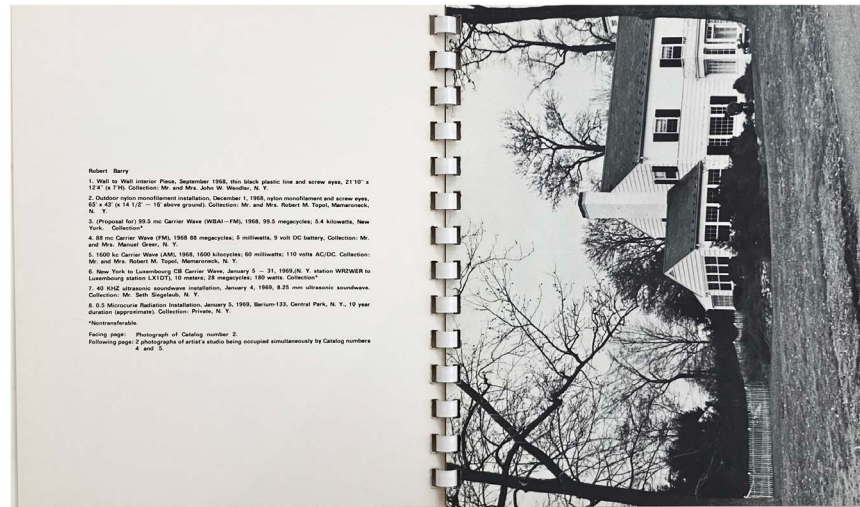 Robert Barry
1. Wall to Wall interior Piece, September 1968, thin black plastic line and screw eyes, 21'10" x
12'4" (x 7'H). Collection: Mr. and Mrs. John W. Wendler, N. Y.
2. Outdoor nylon monofilament installation, December 1, 1968, nylon monofilament and screw eyes,
65' x 43' (x 14 1/2' — 16' above ground). Collection: Mr. and Mrs. Robert M. Topol, Mamaroneck,
N. Y.
3. (Proposal for) 99.5 mc Carrier Wave (WBAI—FM), 1968, 99.5 megacycles; 5.4 kilowatts, New
York. Collection*
4. 88 mc Carrier Wave (FM), 1968 88 megacycles; 5 milliwatts, 9 volt DC battery, Collection: Mr.
and Mrs. Manuel Greer, N. Y.
5. 1600 kc Carrier Wave (AM), 1968, 1600 kilocycles; 60 milliwatts; 110 volts AC/DC. Collection:
Mr. and Mrs. Robert M. Topol, Mamaroneck, N. Y.
6. New York to Luxembourg CB Carrier Wave, January 5 — 31, 1969,(N. Y. station WR2WER to
Luxembourg station LX1DT), 10 meters; 28 megacycles; 180 watts. Collection*
7. 40 KHZ ultrasonic soundwave installation, January 4, 1969, 8.25 mm ultrasonic soundwave.
Collection: Mr. Seth Siegelaub, N. Y.
8. 0.5 Microcurie Radiation Installation, January 5, 1969, Barium-133, Central Park, N. Y., 10 year
duration (approximate). Collection: Private, N. Y.
*Nontransferable.
Facing page: Photograph of Catalog number 2.
Following page: 2 photographs of artist's studio being occupied simultaneously by Catalog numbers
4 and 5.